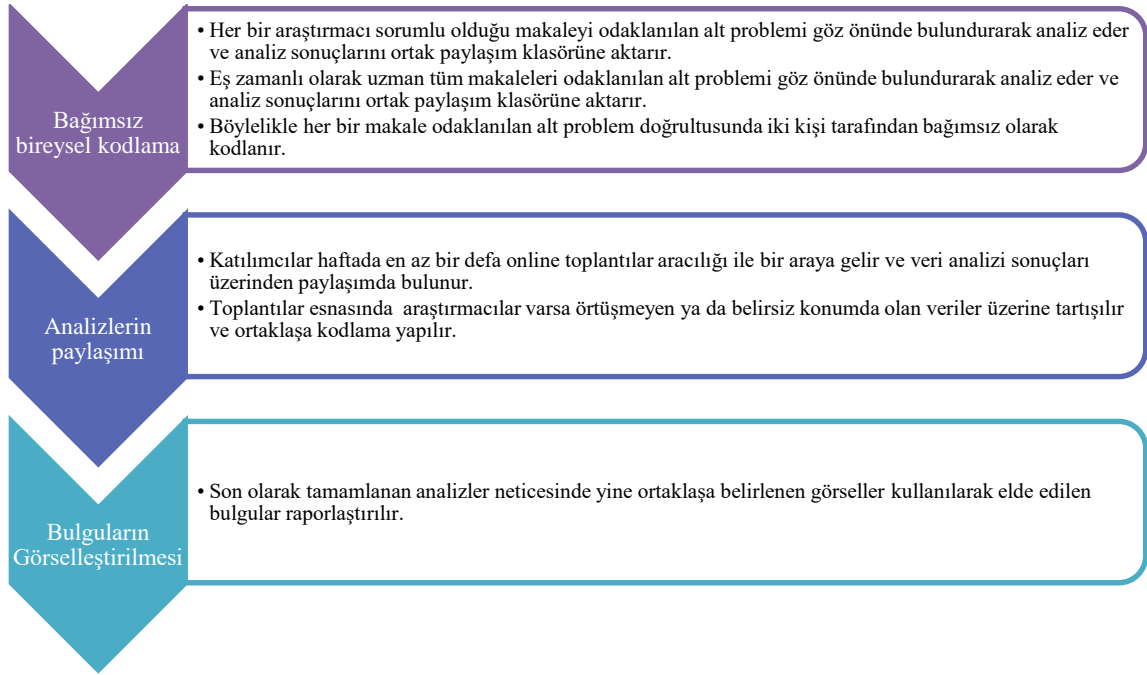 Bağımsız
bireysel kodlama
• Her bir araştırmacı sorumlu olduğu makaleyi odaklanılan alt problemi göz önünde bulundurarak analiz eder
ve analiz sonuçlarını ortak paylaşım klasörüne aktarır.
• Eş zamanlı olarak uzman tüm makaleleri odaklanılan alt problemi göz önünde bulundurarak analiz eder ve
analiz sonuçlarını ortak paylaşım klasörüne aktarır.
• Böylelikle her bir makale odaklanılan alt problem doğrultusunda iki kişi tarafından bağımsız olarak
kodlanır.
Analizlerin
paylaşımı
• Katılımcılar haftada en az bir defa online toplantılar aracılığı ile bir araya gelir ve veri analizi sonuçları
üzerinden paylaşımda bulunur.
• Toplantılar esnasında araştırmacılar varsa örtüşmeyen ya da belirsiz konumda olan veriler üzerine tartışılır
ve ortaklaşa kodlama yapılır.
Bulguların
Görselleştirilmesi
• Son olarak tamamlanan analizler neticesinde yine ortaklaşa belirlenen görseller kullanılarak elde edilen
bulgular raporlaştırılır.